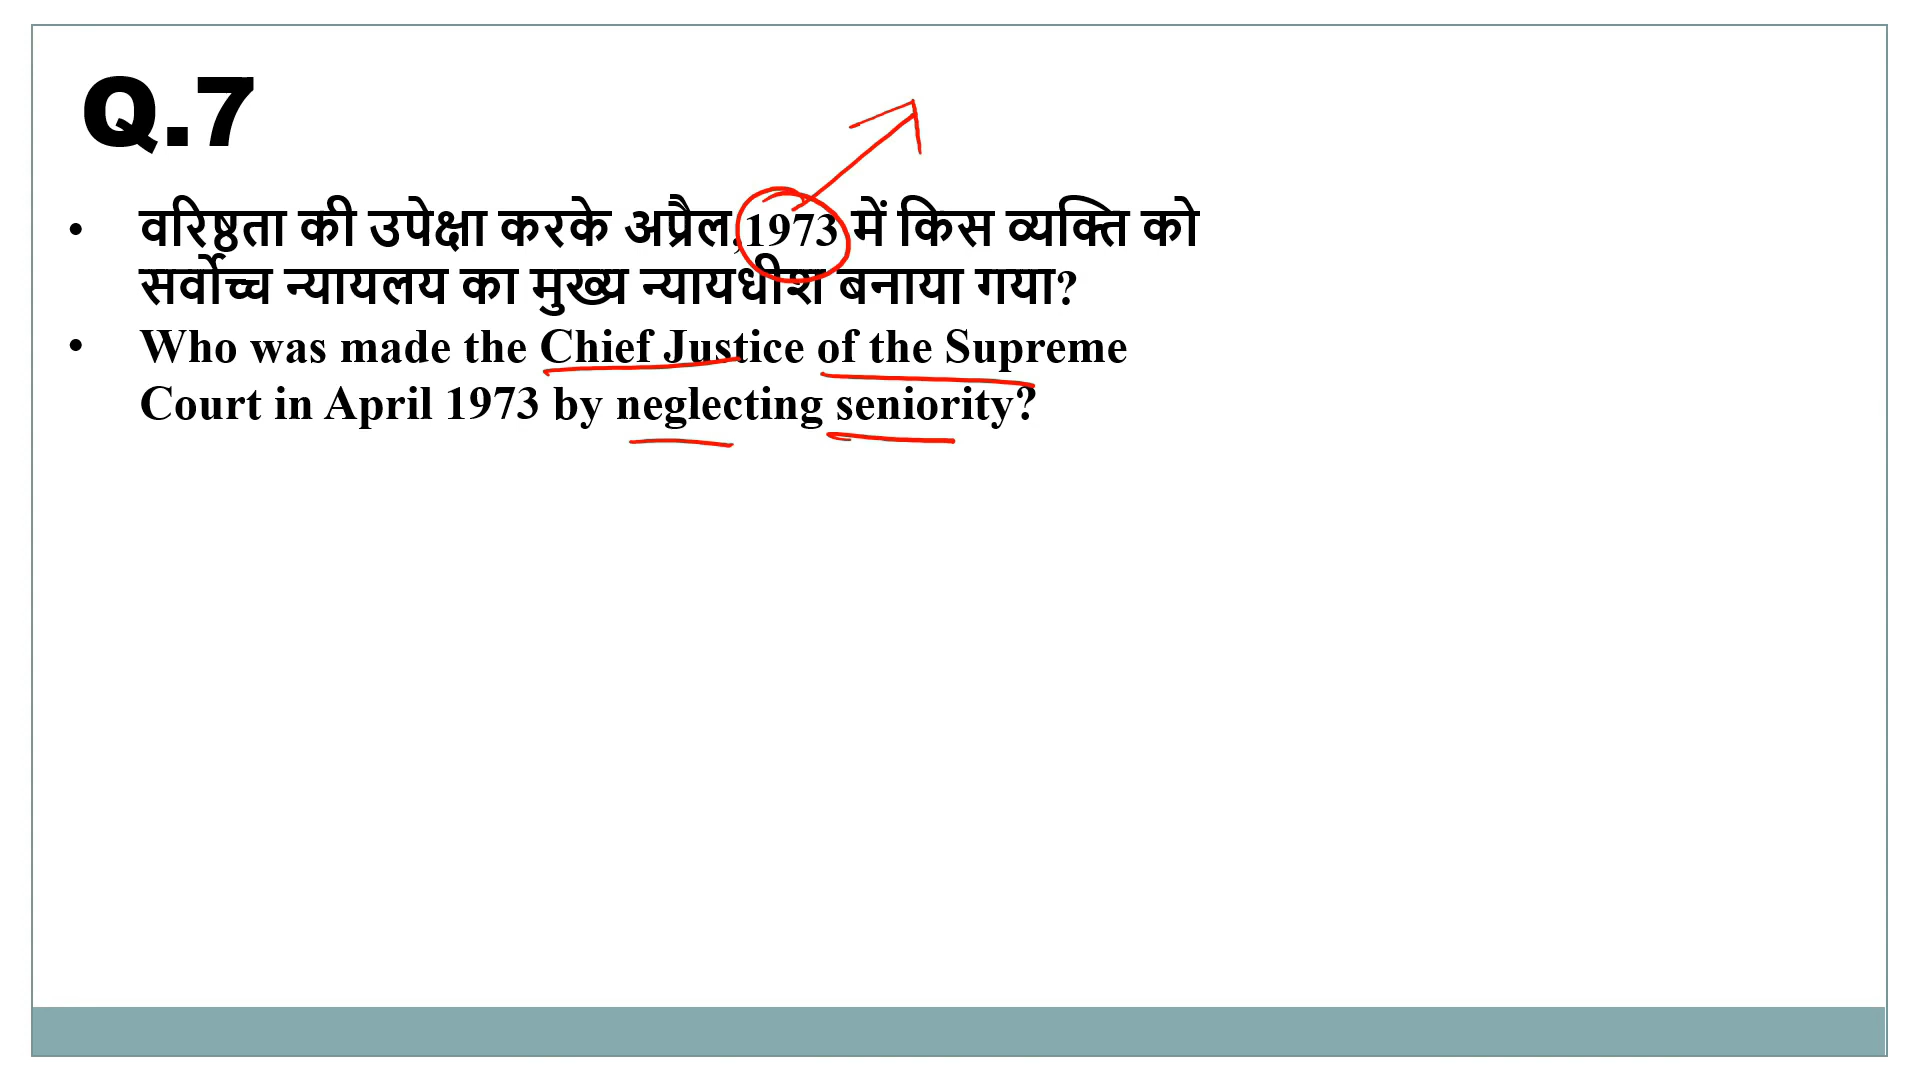 Q.7
• वरिष्ठता की उपेक्षा करके अप्रैल,1973 में किस व्यक्ति को
सर्वोच्च न्यायलय का मुख्य न्यायधीश बनाया गया?
• Who was made the Chief Justice of the Supreme
Court in April 1973 by neglecting seniority?